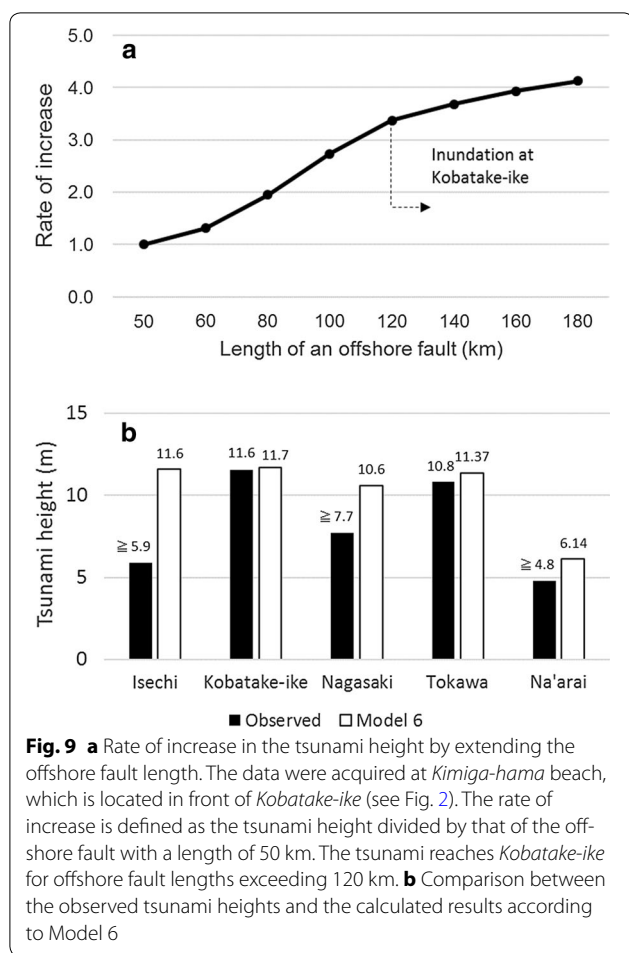 a
5.0
4.0
3.0
2.0
1.0
0.0
Rate of increase
Inundation at
Kobatake-ike
50 60 80 100 120 140 160 180
Length of an offshore fault (km)
b
15
10
5
0
Tsunami height (m)
≧ 5.9 11.6 11.6 11.7 ≧ 7.7 10.6 10.8 11.37 ≧ 4.8 6.14
Isechi Kobatake-ike Nagasaki Tokawa Na'arai
Observed Model 6
Fig. 9 a Rate of increase in the tsunami height by extending the
offshore fault length. The data were acquired at Kimiga-hama beach,
which is located in front of Kobatake-ike (see Fig. 2). The rate of
increase is defined as the tsunami height divided by that of the off-
shore fault with a length of 50 km. The tsunami reaches Kobatake-ike
for offshore fault lengths exceeding 120 km. b Comparison between
the observed tsunami heights and the calculated results according
to Model 6